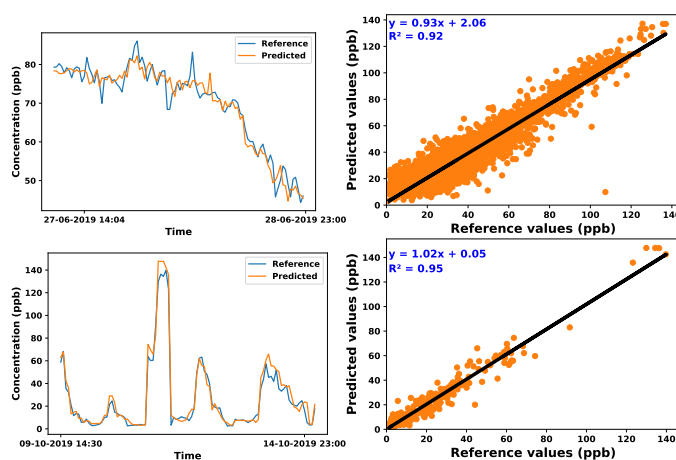 Concentration (ppb)
80
70
60
50
Reference
Predicted
27-06-2019 14:04
28-06-2019 23:00
Time
Predicted values (ppb)
140
120
100
80
60
40
20
0
y = 0.93x + 2.06
R² = 0.92
0 20 40 60 80 100 120 140
Reference values (ppb)
Concentration (ppb)
140
120
100
80
60
40
20
0
Reference
Predicted
09-10-2019 14:30
14-10-2019 23:00
Time
Predicted values (ppb)
140
120
100
80
60
40
20
0
y = 1.02x + 0.05
R² = 0.95
0 20 40 60 80 100 120 140
Reference values (ppb)